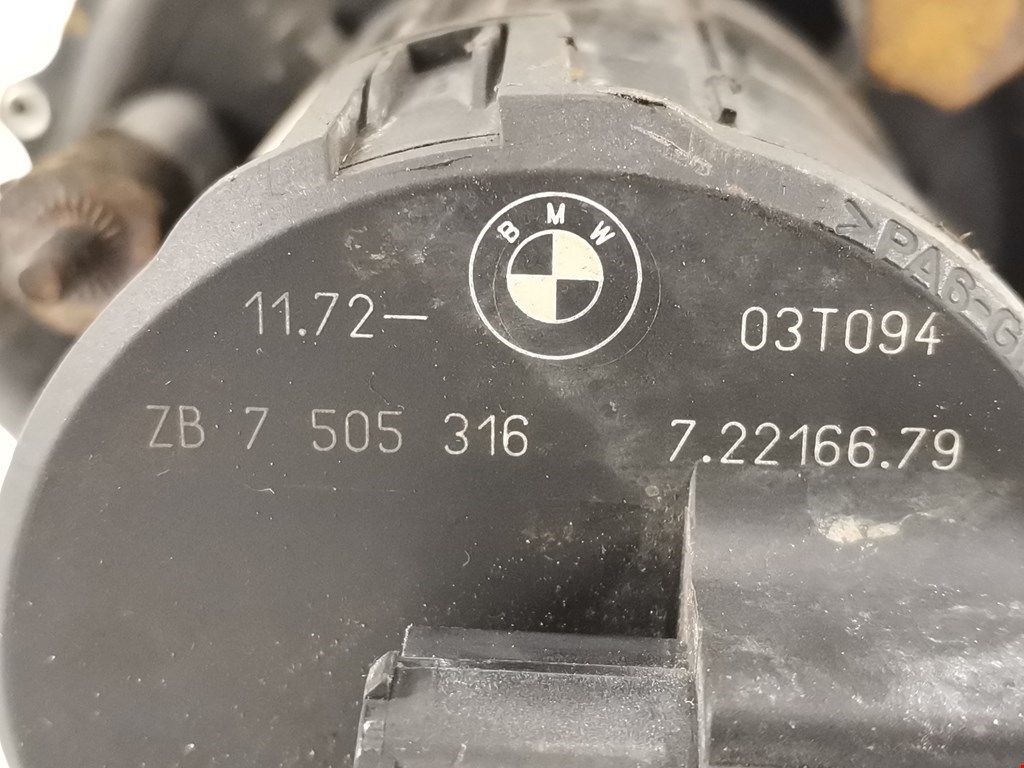 BMW
11.72– 03T094
ZB 7 505 316 7.22166.79
>PA6-G